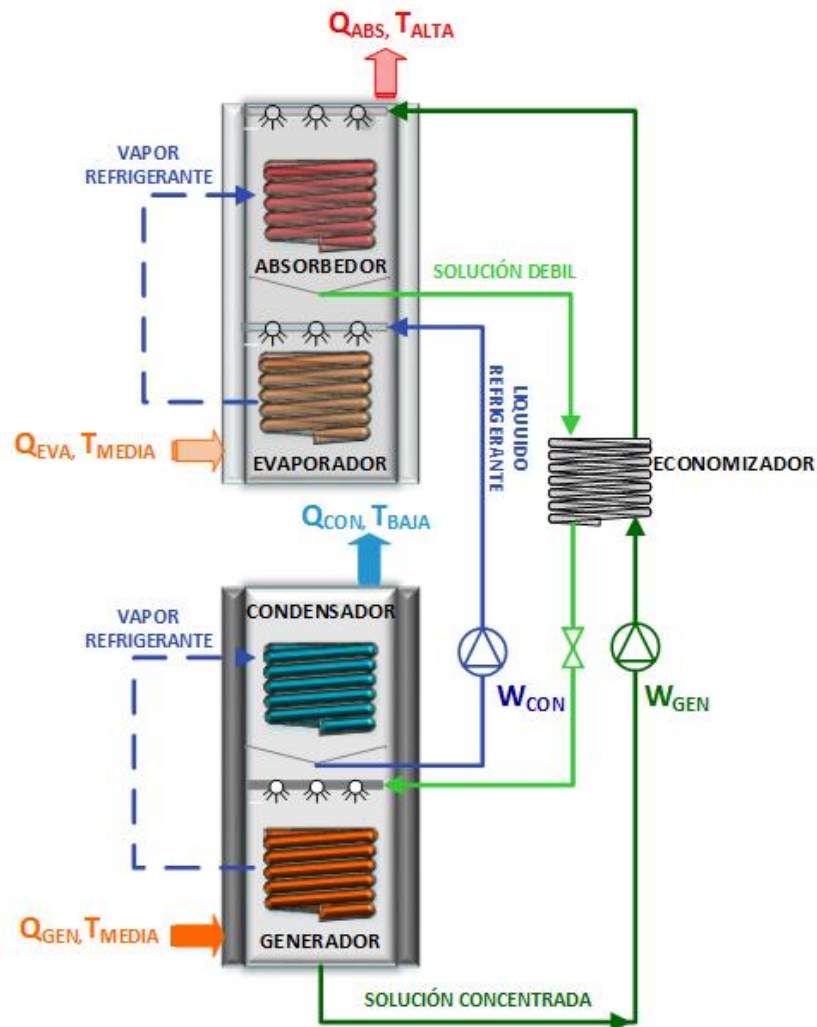 QABS, TALTA
VAPOR
REFRIGERANTE
ABSORBEDOR
SOLUCIÓN DEBIL
LIQUUIDO
REFRIGERANTE
QEVA, TMEDIA
EVAPORADOR
ECONOMIZADOR
QCON, TBAJA
VAPOR
REFRIGERANTE
CONDENSADOR
WCON
WGEN
QGEN, TMEDIA
GENERADOR
SOLUCIÓN CONCENTRADA